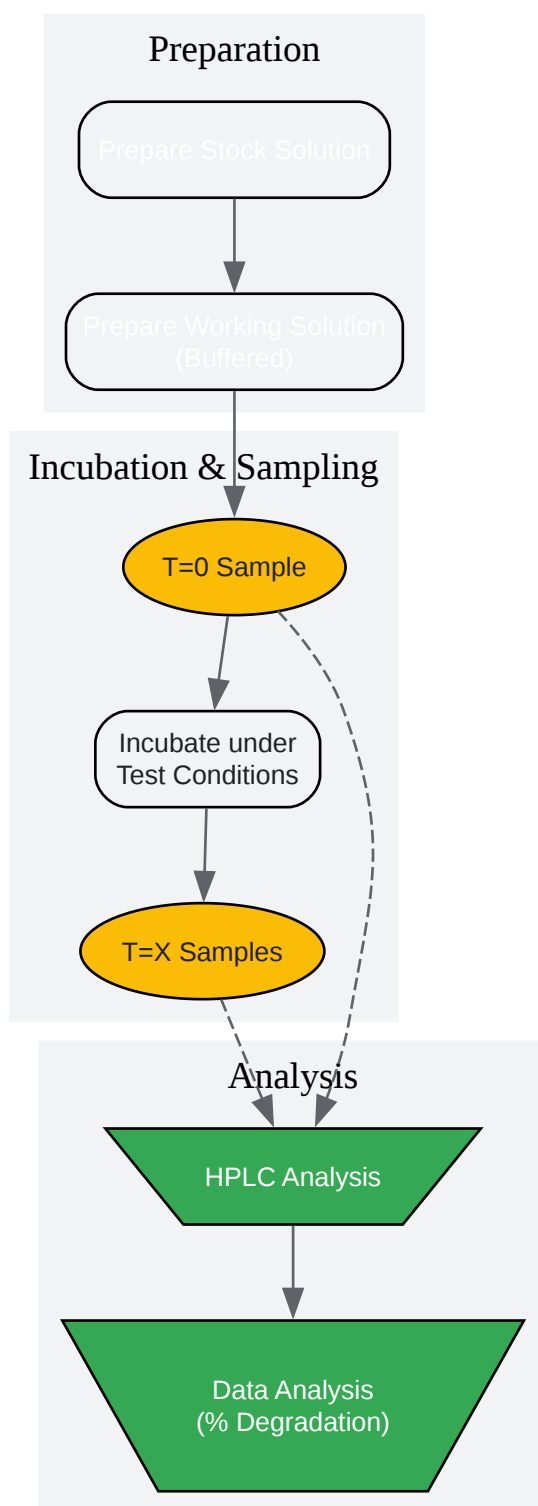 Preparation
Prepare Stock Solution
Prepare Working Solution
(Buffered)
Incubation & Sampling
T=0 Sample
Incubate under
Test Conditions
T=X Samples
Analysis
HPLC Analysis
Data Analysis
(% Degradation)